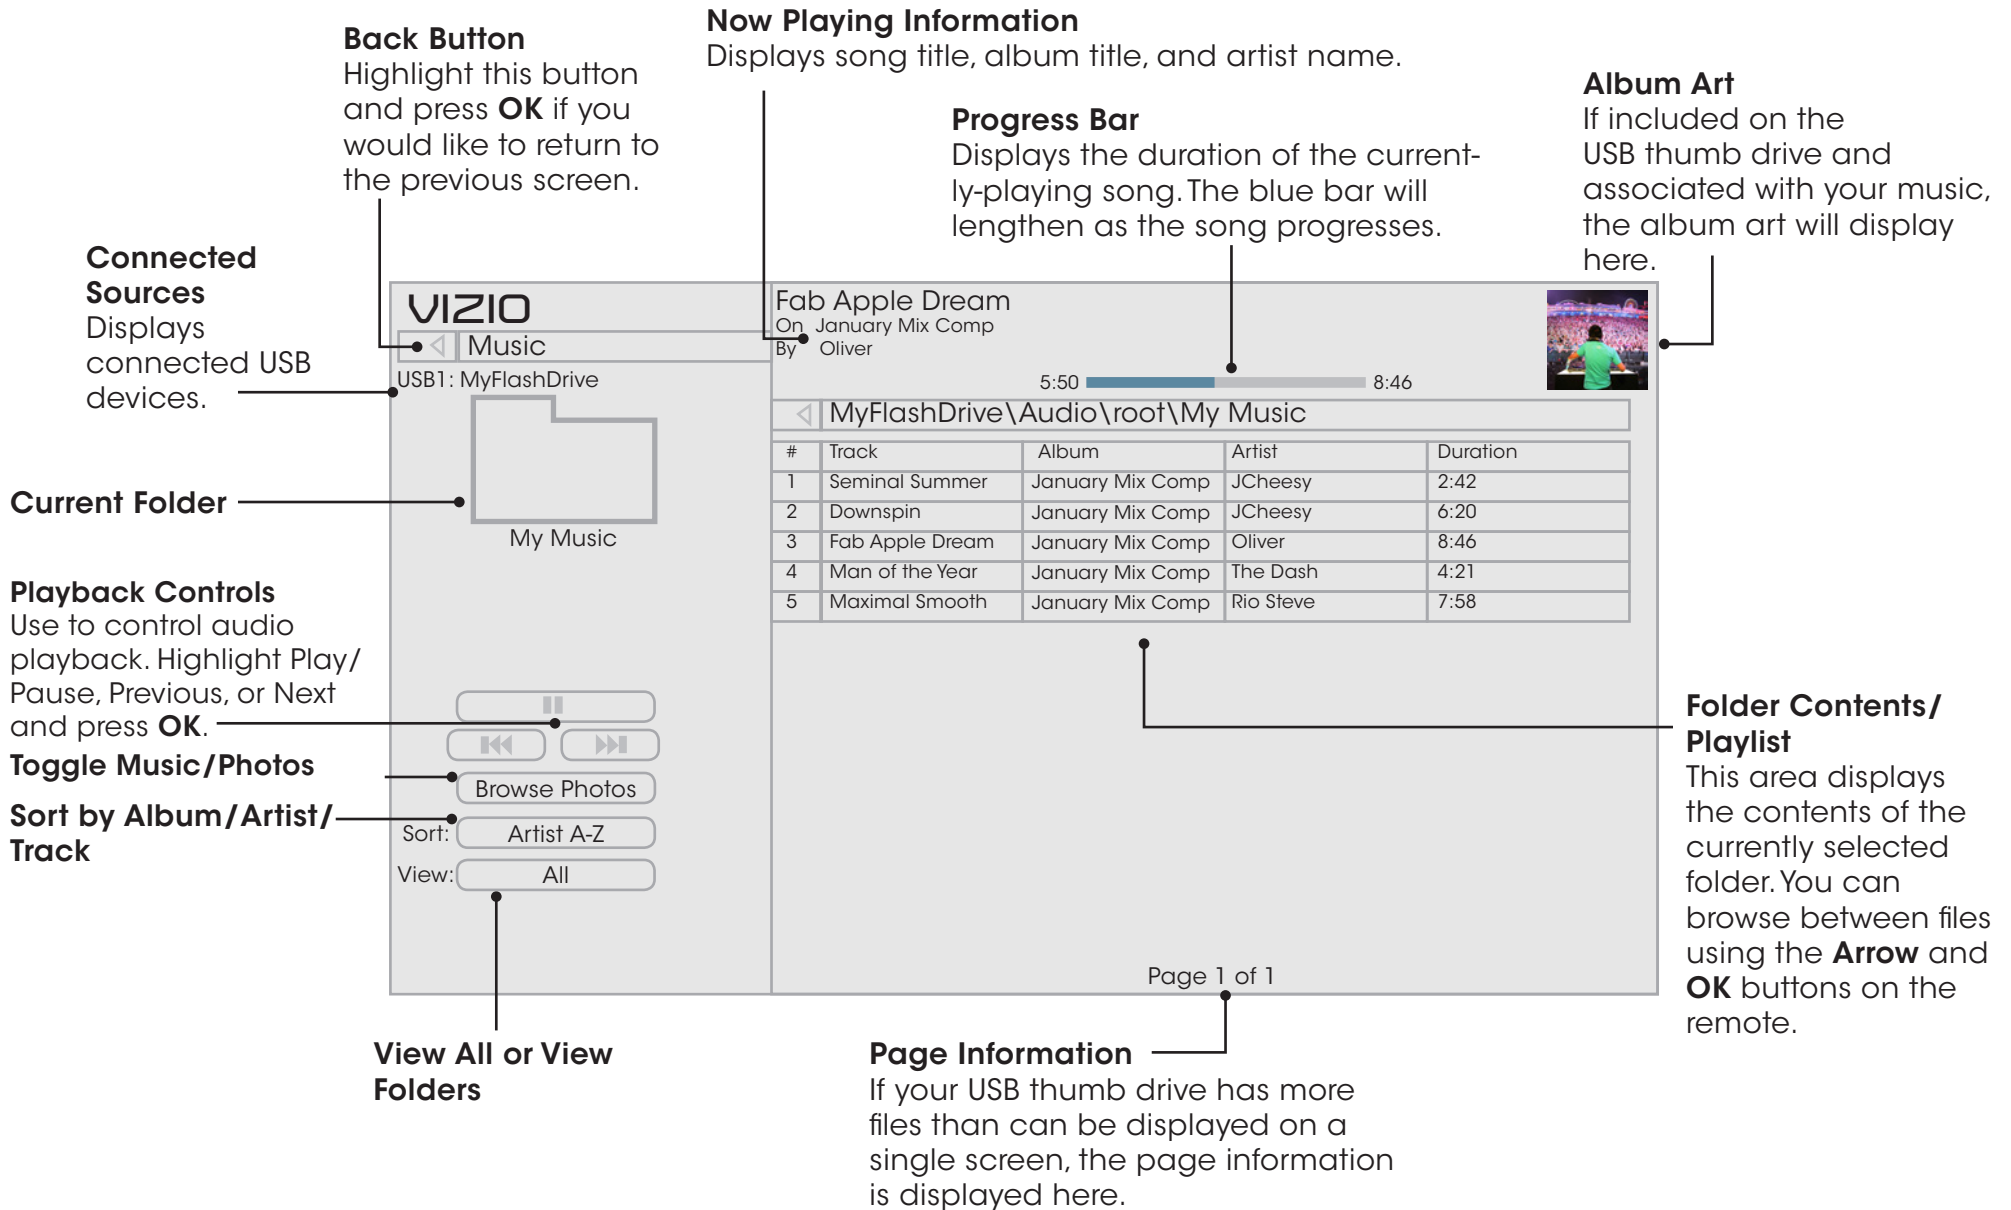 Now Playing Information
Displays song title, album title, and artist name.
Back Button
Highlight this button
and press OK if you
would like to return to
the previous screen.
Progress Bar
Displays the duration of the current-
ly-playing song. The blue bar will
lengthen as the song progresses.
Album Art
If included on the
USB thumb drive and
associated with your music,
the album art will display
here.
Connected
Sources
Displays
connected USB
devices.
Current Folder
Playback Controls
Use to control audio
playback. Highlight Play/
Pause, Previous, or Next
and press OK.
Toggle Music/Photos
Sort by Album/Artist/
Track
VIZIO
Music
USB1: MyFlashDrive
My Music
Browse Photos
Sort: Artist A-Z
View: All
Fab Apple Dream
On January Mix Comp
By Oliver
5:50 8:46
MyFlashDrive\Audio\root\My Music
# Track Album Artist Duration
1 Seminal Summer January Mix Comp JCheesy 2:42
2 Downspin January Mix Comp JCheesy 6:20
3 Fab Apple Dream January Mix Comp Oliver 8:46
4 Man of the Year January Mix Comp The Dash 4:21
5 Maximal Smooth January Mix Comp Rio Steve 7:58
Page 1 of 1
Folder Contents/
Playlist
This area displays
the contents of the
currently selected
folder. You can
browse between files
using the Arrow and
OK buttons on the
remote.
View All or View
Folders
Page Information
If your USB thumb drive has more
files than can be displayed on a
single screen, the page information
is displayed here.